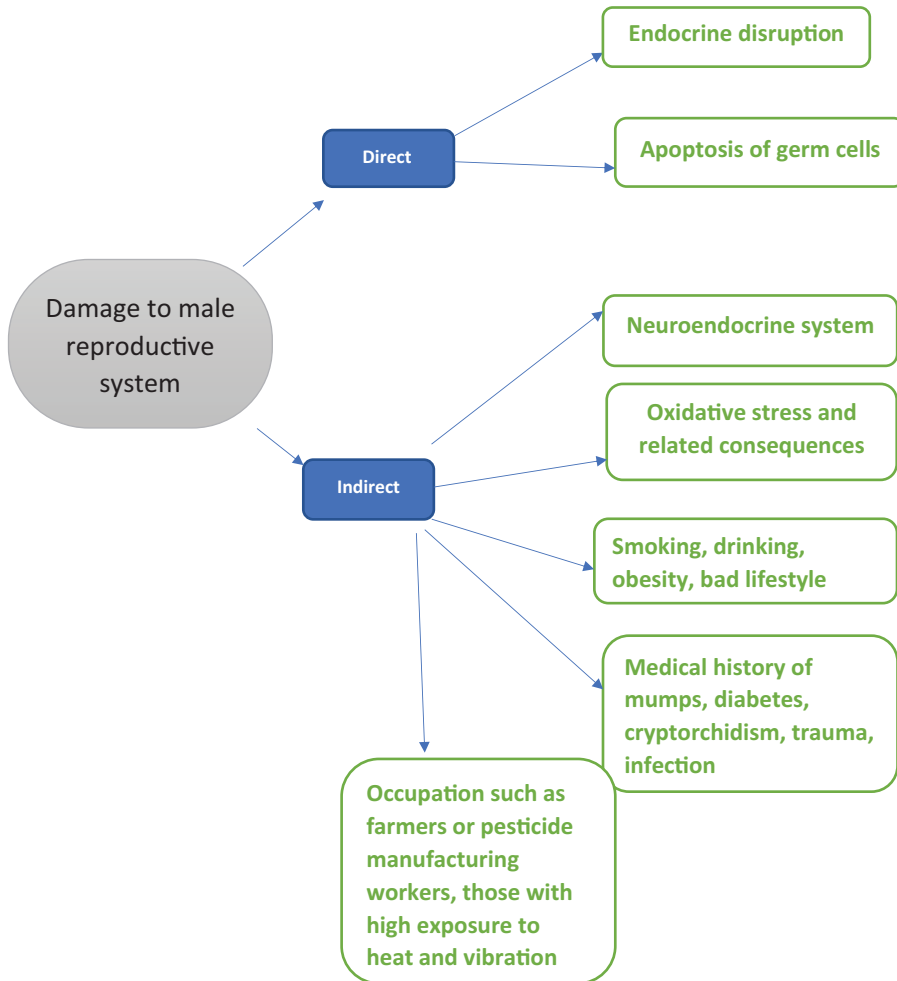 Endocrine disruption
Direct
Apoptosis of germ cells
Damage to male
reproductive
system
Neuroendocrine system
Oxidative stress and
related consequences
Indirect
Smoking, drinking,
obesity, bad lifestyle
Medical history of
mumps, diabetes,
cryptorchidism, trauma,
infection
Occupation such as
farmers or pesticide
manufacturing
workers, those with
high exposure to
heat and vibration